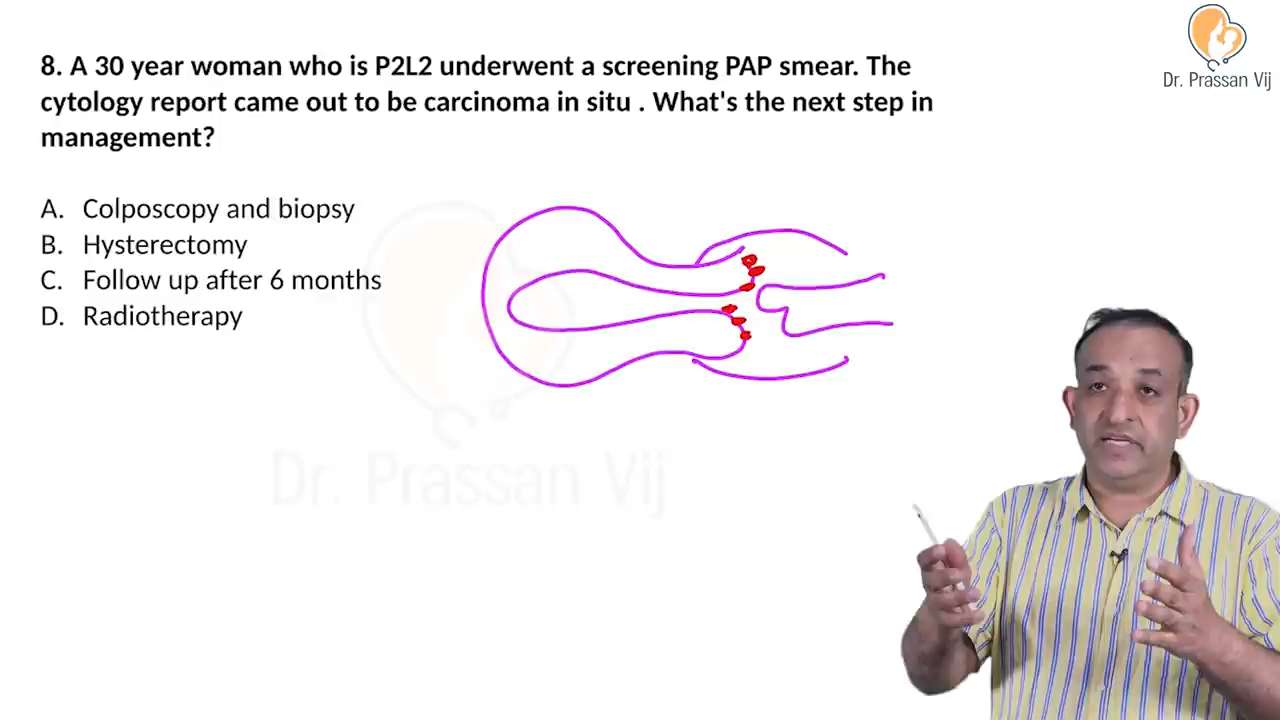 Dr. Prassan Vij
8. A 30 year woman who is P2L2 underwent a screening PAP smear. The
cytology report came out to be carcinoma in situ . What's the next step in
management?
A. Colposcopy and biopsy
B. Hysterectomy
C. Follow up after 6 months
D. Radiotherapy
Dr. Prassan Vij